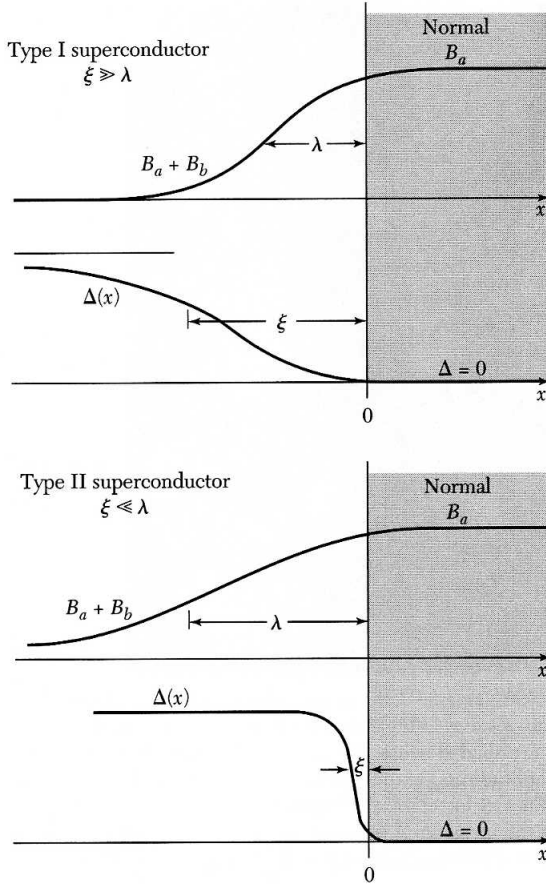 Type I superconductor
ξ ≫ λ
Normal
B_a
B_a + B_b
λ
x
Δ(x)
ξ
Δ = 0
x
0
Type II superconductor
ξ ≪ λ
Normal
B_a
B_a + B_b
λ
x
Δ(x)
ξ
Δ = 0
x
0